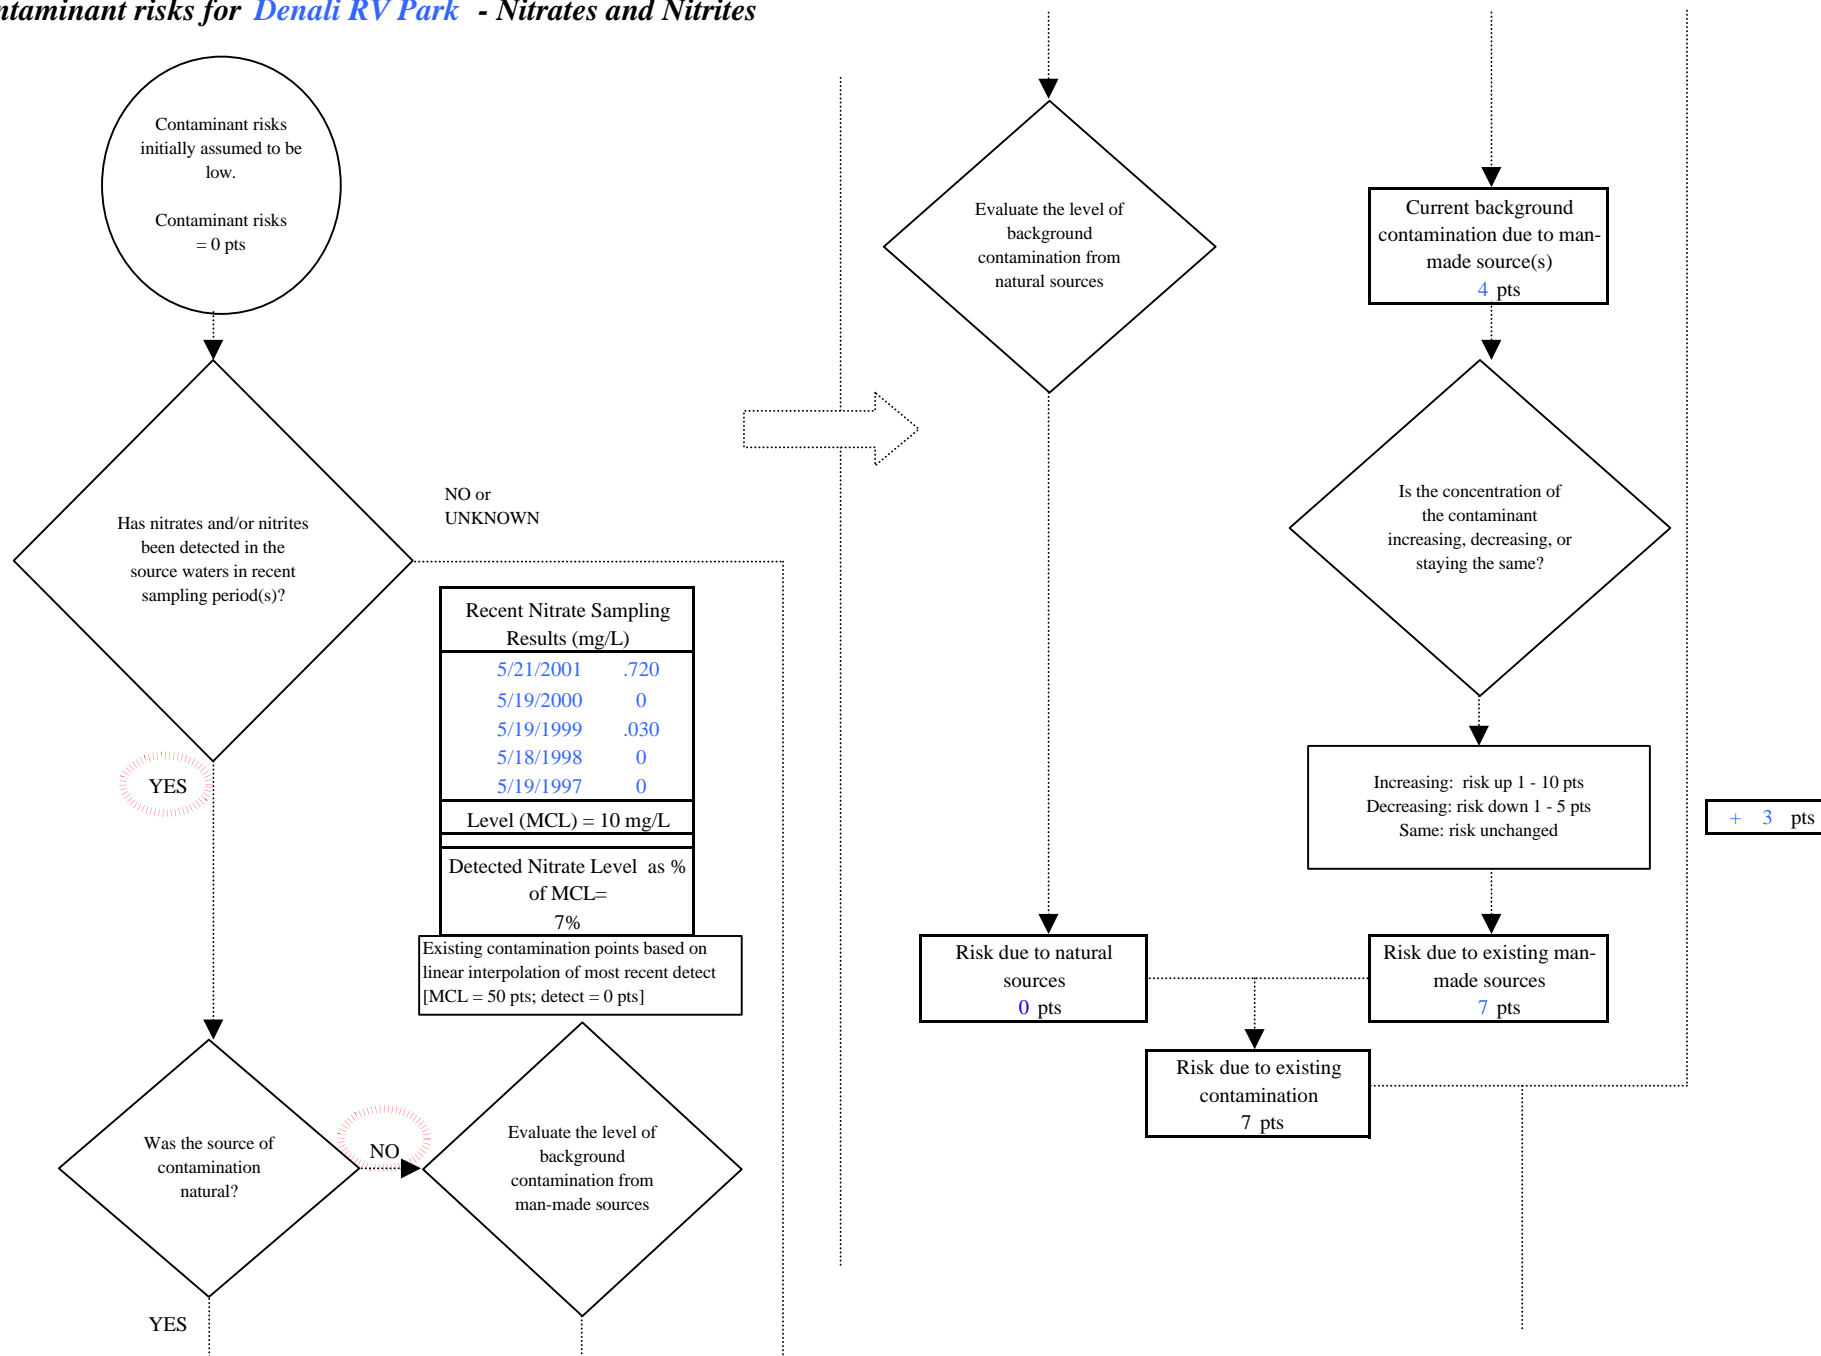 ntaminant risks for Denali RV Park - Nitrates and Nitrites
Contaminant risks
initially assumed to be
low.
Contaminant risks
= 0 pts
Has nitrates and/or nitrites
been detected in the
source waters in recent
sampling period(s)?
NO or
UNKNOWN
YES
Recent Nitrate Sampling
Results (mg/L)
5/21/2001 .720
5/19/2000 0
5/19/1999 .030
5/18/1998 0
5/19/1997 0
Level (MCL) = 10 mg/L
Detected Nitrate Level as %
of MCL=
7%
Existing contamination points based on
linear interpolation of most recent detect
[MCL = 50 pts; detect = 0 pts]
Was the source of
contamination
natural?
NO
YES
Evaluate the level of
background
contamination from
man-made sources
Evaluate the level of
background
contamination from
natural sources
Current background
contamination due to man-
made source(s)
4 pts
Is the concentration of
the contaminant
increasing, decreasing, or
staying the same?
Increasing: risk up 1 - 10 pts
Decreasing: risk down 1 - 5 pts
Same: risk unchanged
+ 3 pts
Risk due to natural
sources
0 pts
Risk due to existing man-
made sources
7 pts
Risk due to existing
contamination
7 pts